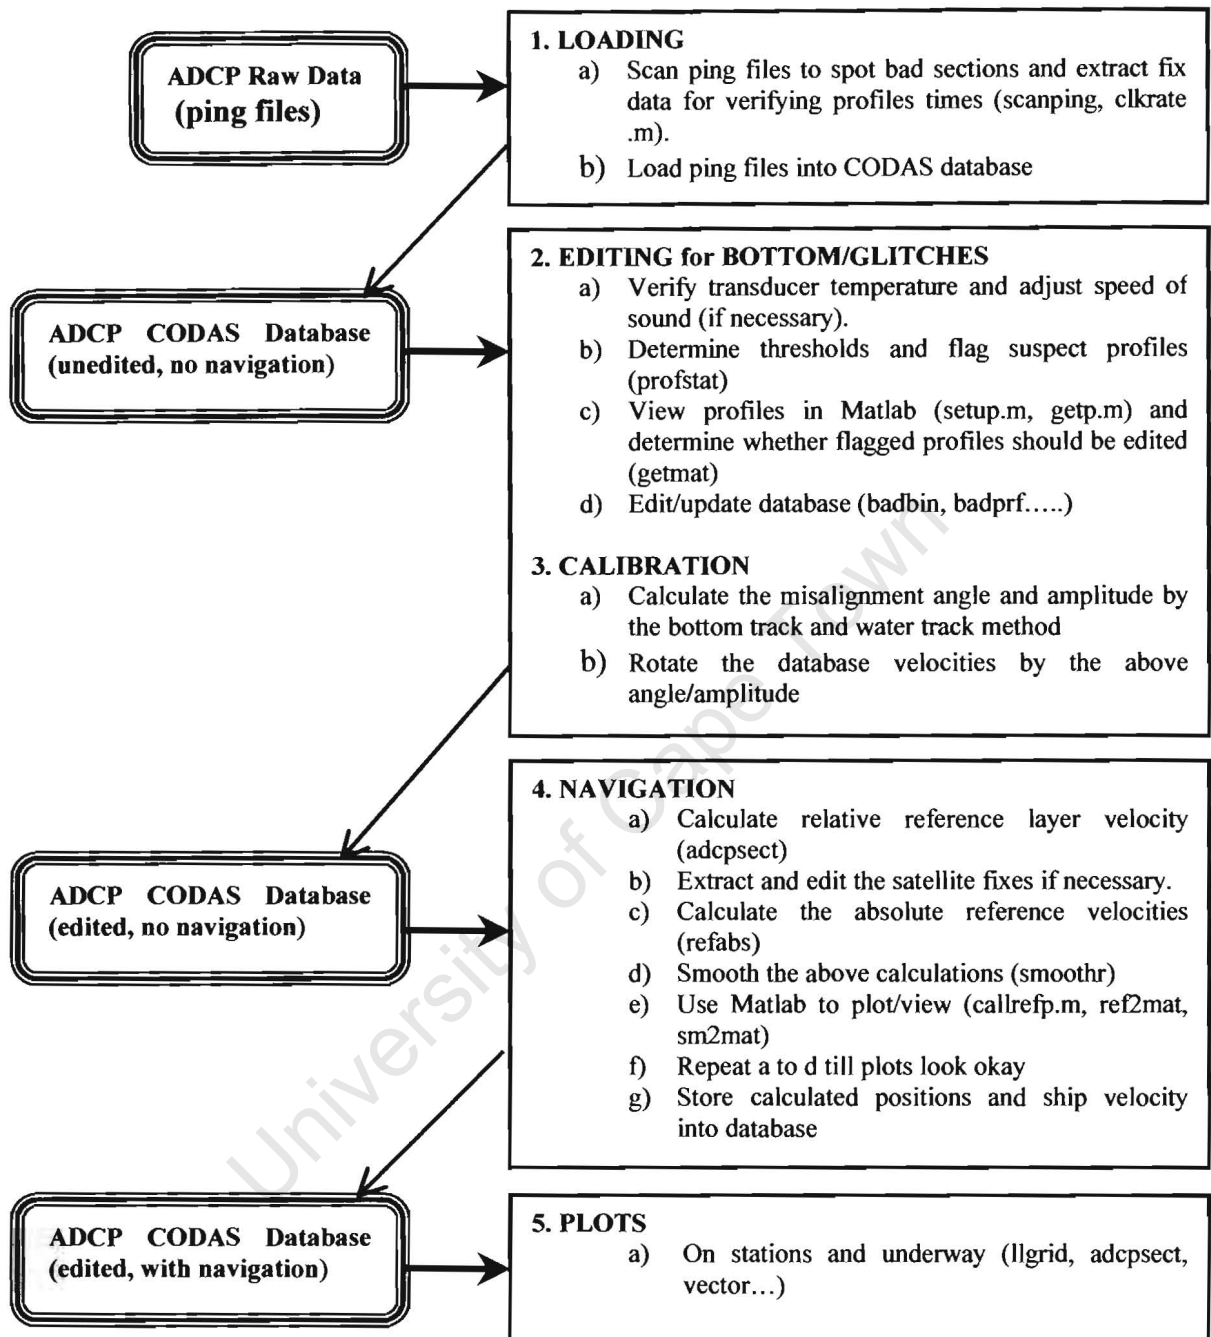 ADCP Raw Data
(ping files)
1. LOADING
a) Scan ping files to spot bad sections and extract fix
data for verifying profiles times (scanping, clkrate
.m).
b) Load ping files into CODAS database
ADCP CODAS Database
(unedited, no navigation)
2. EDITING for BOTTOM/GLITCHES
a) Verify transducer temperature and adjust speed of
sound (if necessary).
b) Determine thresholds and flag suspect profiles
(profstat)
c) View profiles in Matlab (setup.m, getp.m) and
determine whether flagged profiles should be edited
(getmat)
d) Edit/update database (badbin, badprf.....)
3. CALIBRATION
a) Calculate the misalignment angle and amplitude by
the bottom track and water track method
b) Rotate the database velocities by the above
angle/amplitude
ADCP CODAS Database
(edited, no navigation)
4. NAVIGATION
a) Calculate relative reference layer velocity
(adcpsect)
b) Extract and edit the satellite fixes if necessary.
c) Calculate the absolute reference velocities
(refabs)
d) Smooth the above calculations (smoothr)
e) Use Matlab to plot/view (callrefp.m, ref2mat,
sm2mat)
f) Repeat a to d till plots look okay
g) Store calculated positions and ship velocity
into database
ADCP CODAS Database
(edited, with navigation)
5. PLOTS
a) On stations and underway (llgrid, adcpsect,
vector...)
University of Cape Town